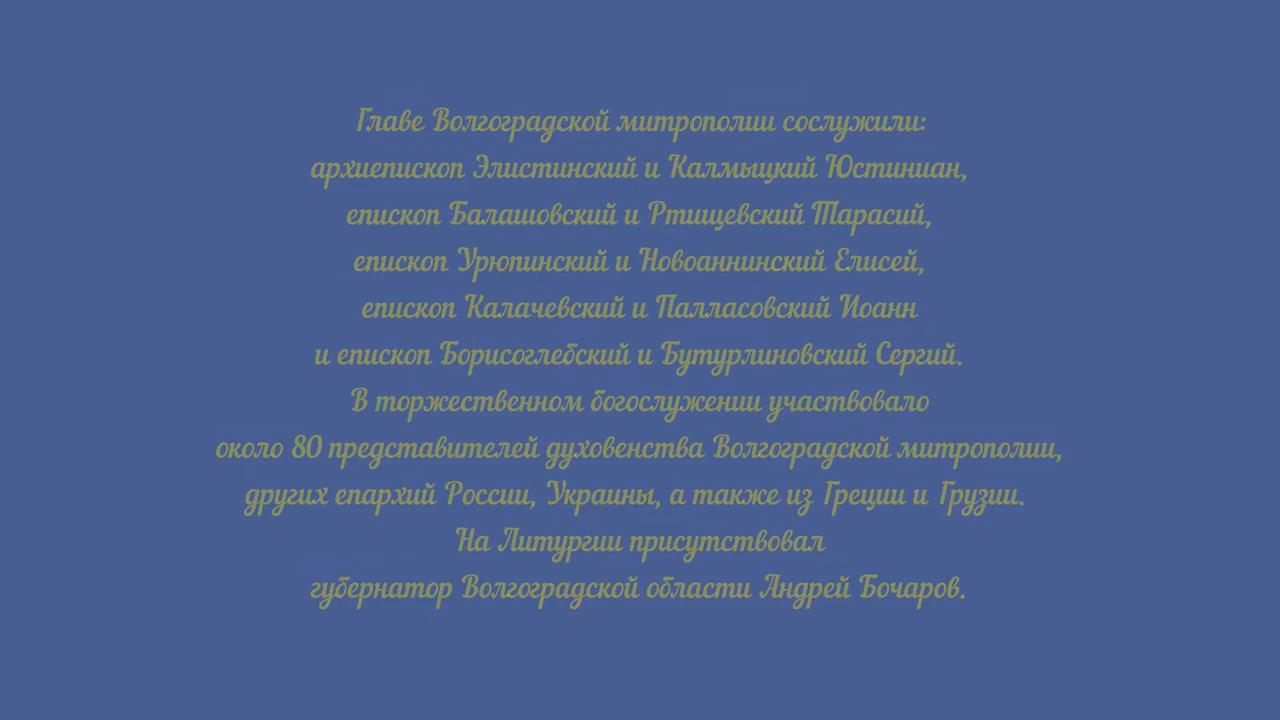 Главе Волгоградской митрополии сослужили:
архиепископ Элистинский и Калмыцкий Юстиниан,
епископ Балашовский и Ртищевский Тарасий,
епископ Урюпинский и Новоаннинский Елисей,
епископ Калачевский и Палласовский Иоанн
и епископ Борисоглебский и Бутурлиновский Сергий.
В торжественном богослужении участвовало
около 80 представителей духовенства Волгоградской митрополии,
других епархий России, Украины, а также из Греции и Грузии.
На Литургии присутствовал
губернатор Волгоградской области Андрей Бочаров.